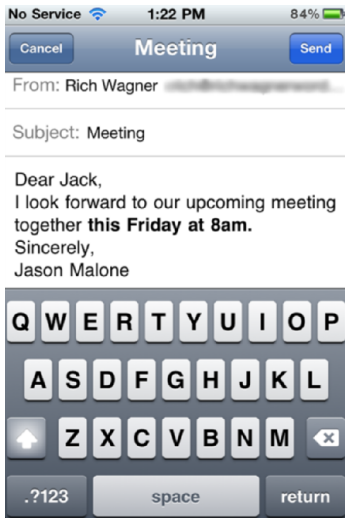 No Service 1:22 PM 84%
Cancel Meeting Send
From: Rich Wagner
Subject: Meeting
Dear Jack,
I look forward to our upcoming meeting
together this Friday at 8am.
Sincerely,
Jason Malone
Q W E R T Y U I O P
A S D F G H J K L
Z X C V B N M
.?123 space return